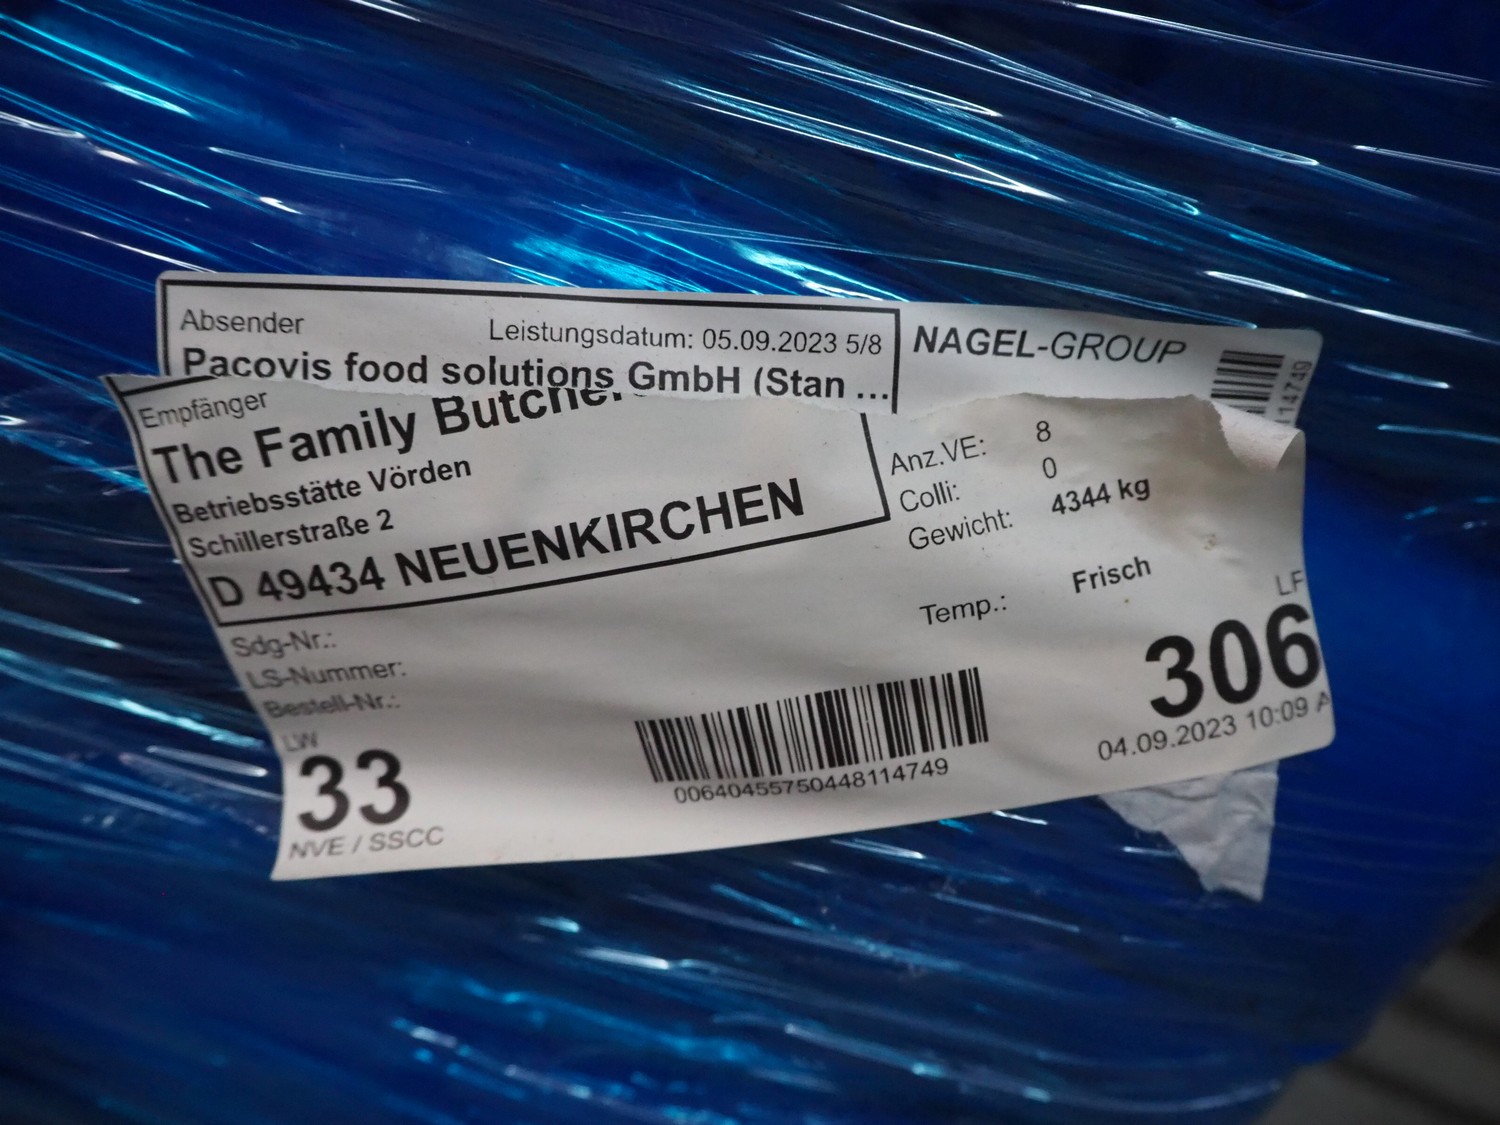 Absender
Leistungsdatum: 05.09.2023 5/8
Pacovis food solutions GmbH (Stan ...
NAGEL-GROUP
14749
Empfänger
The Family Butcher
Betriebsstätte Vörden
Schillerstraße 2
D 49434 NEUENKIRCHEN
Anz.VE: 8
Colli: 0
Gewicht: 4344 kg
Temp.: Frisch
Sdg-Nr.:
LS-Nummer:
Bestell-Nr.:
LW
33
NVE / SSCC
00640455750448114749
LF
306
04.09.2023 10:09 A